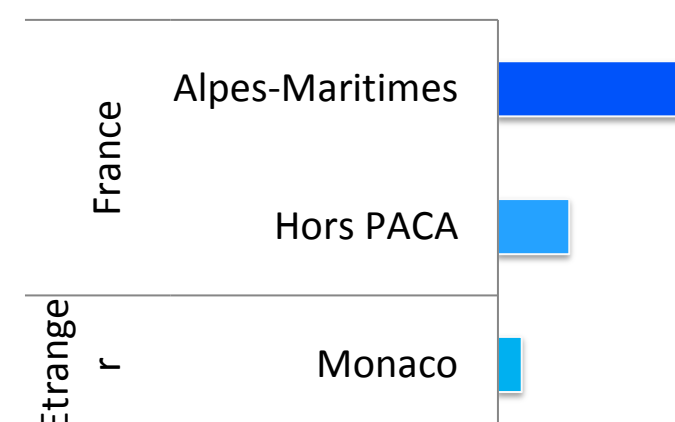 France
Alpes-Maritimes
Hors PACA
Etrange
r
Monaco